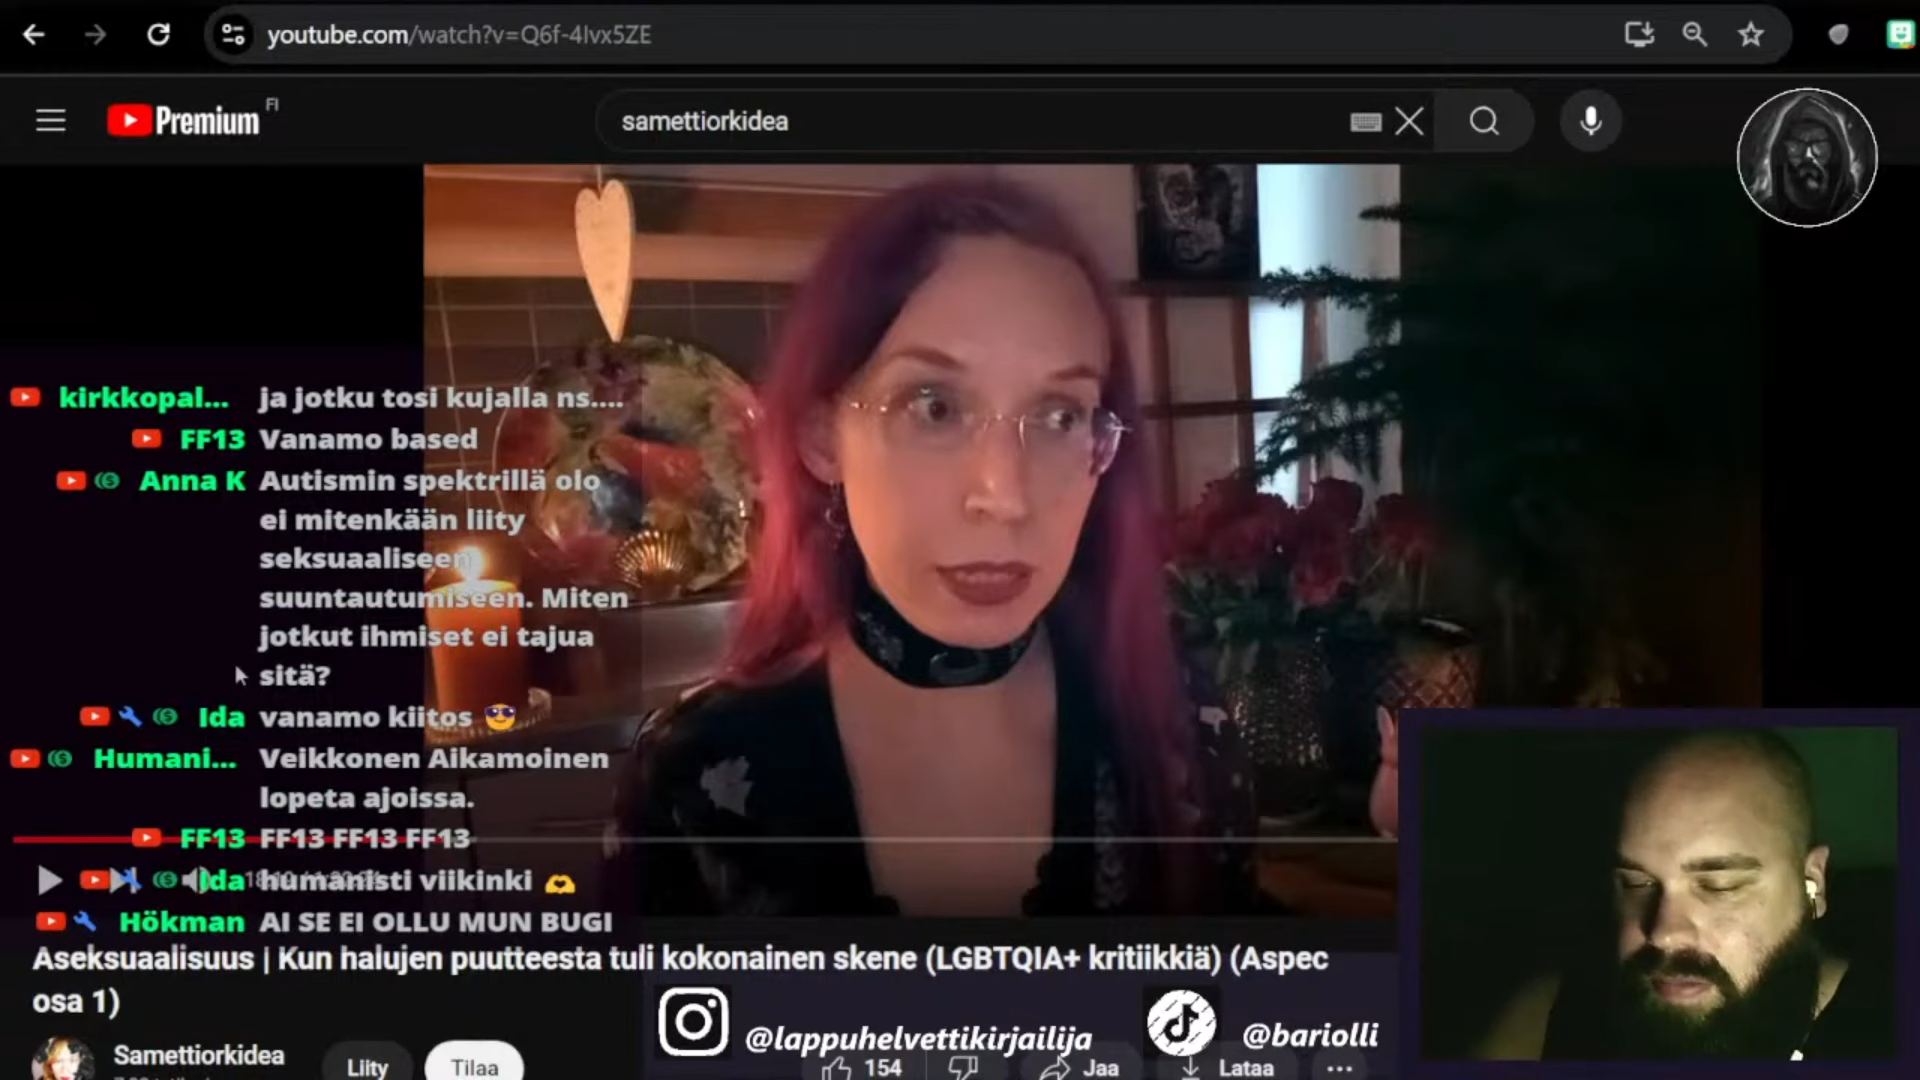 youtube.com/watch?v=Q6f-4lvx5ZE
Premium FI
samettiorkidea
kirkkopal... ja jotku tosi kujalla ns....
FF13 Vanamo based
Anna K Autismin spektrillä olo
ei mitenkään liity
seksuaaliseen
suuntautumiseen. Miten
jotkut ihmiset ei tajua
sitä?
Ida vanamo kiitos 😎
Humani... Veikkonen Aikamoinen
lopeta ajoissa.
FF13 FF13 FF13 FF13
Ida humanisti viikinki 🫶
Hökman AI SE EI OLLU MUN BUGI
Aseksuaalisuus | Kun halujen puutteesta tuli kokonainen skene (LGBTQIA+ kritiikkiä) (Aspec
osa 1)
@lappuhelvettikirjailija
@bariolli
Samettiorkidea
Liity
Tilaa
154
Jaa
Lataa